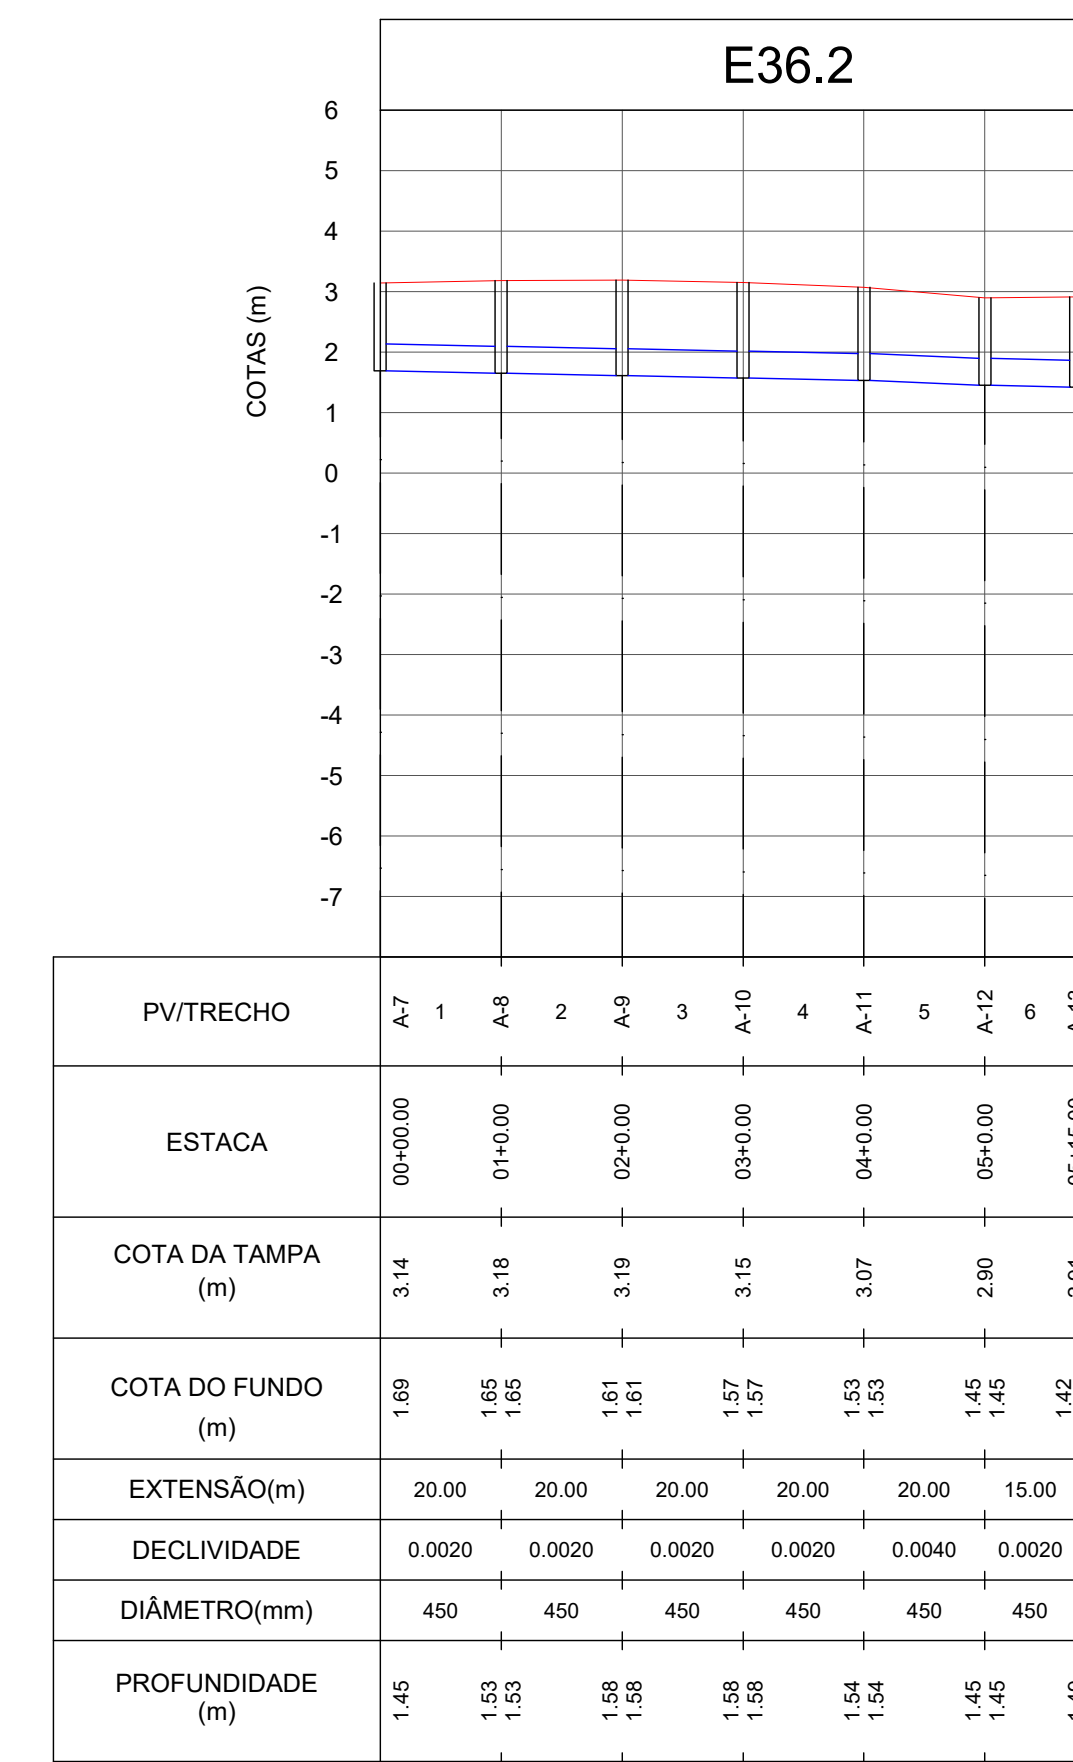 E36.2
COTAS (m)
6
5
4
3
2
1
0
-1
-2
-3
-4
-5
-6
-7
PV/TRECHO A-7 1 A-8 2 A-9 3 A-10 4 A-11 5 A-12 6
ESTACA 00+00.00 01+0.00 02+0.00 03+0.00 04+0.00 05+0.00
COTA DA TAMPA
(m) 3.14 3.18 3.19 3.15 3.07 2.90
COTA DO FUNDO
(m) 1.69 1.65 1.65 1.61 1.61 1.57 1.57 1.53 1.53 1.45 1.45 1.42
EXTENSÃO(m) 20.00 20.00 20.00 20.00 20.00 15.00
DECLIVIDADE 0.0020 0.0020 0.0020 0.0020 0.0040 0.0020
DIÂMETRO(mm) 450 450 450 450 450 450
PROFUNDIDADE
(m) 1.45 1.53 1.53 1.58 1.58 1.58 1.58 1.54 1.54 1.45 1.45